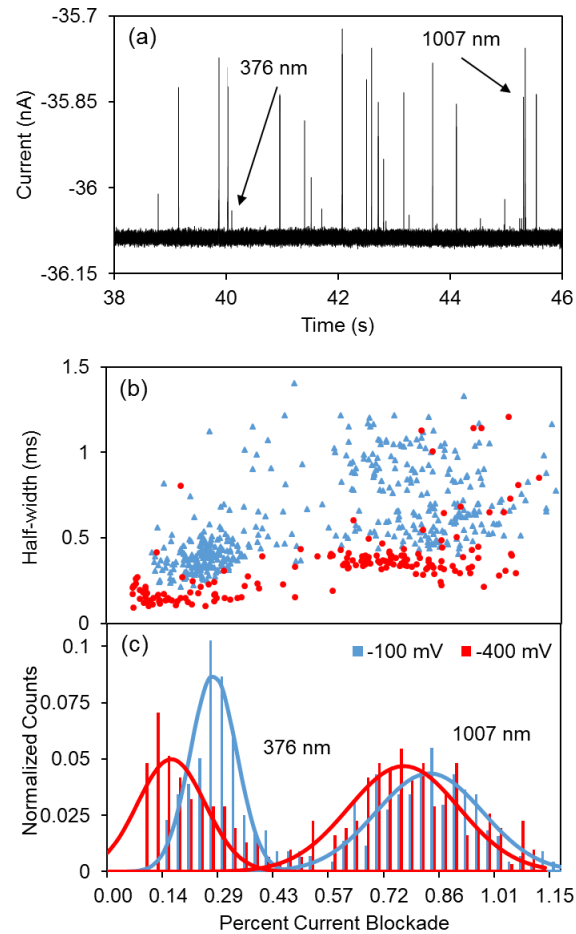 (a)
376 nm
1007 nm
Current (nA)
-35.7
-35.85
-36
-36.15
38 40 42 44 46
Time (s)
(b)
Half-width (ms)
1.5
1
0.5
0
(c)
-100 mV -400 mV
376 nm
1007 nm
Normalized Counts
0.1
0.075
0.05
0.025
0
0.00 0.14 0.29 0.43 0.57 0.72 0.86 1.01 1.15
Percent Current Blockade